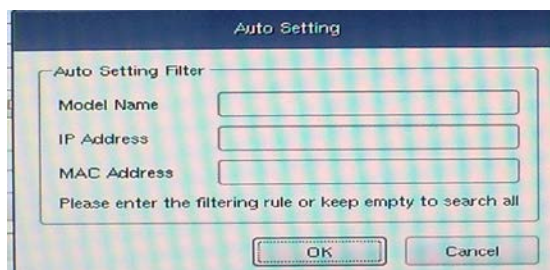 Auto Setting
Auto Setting Filter
Model Name
IP Address
MAC Address
Please enter the filtering rule or keep empty to search all
OK
Cancel